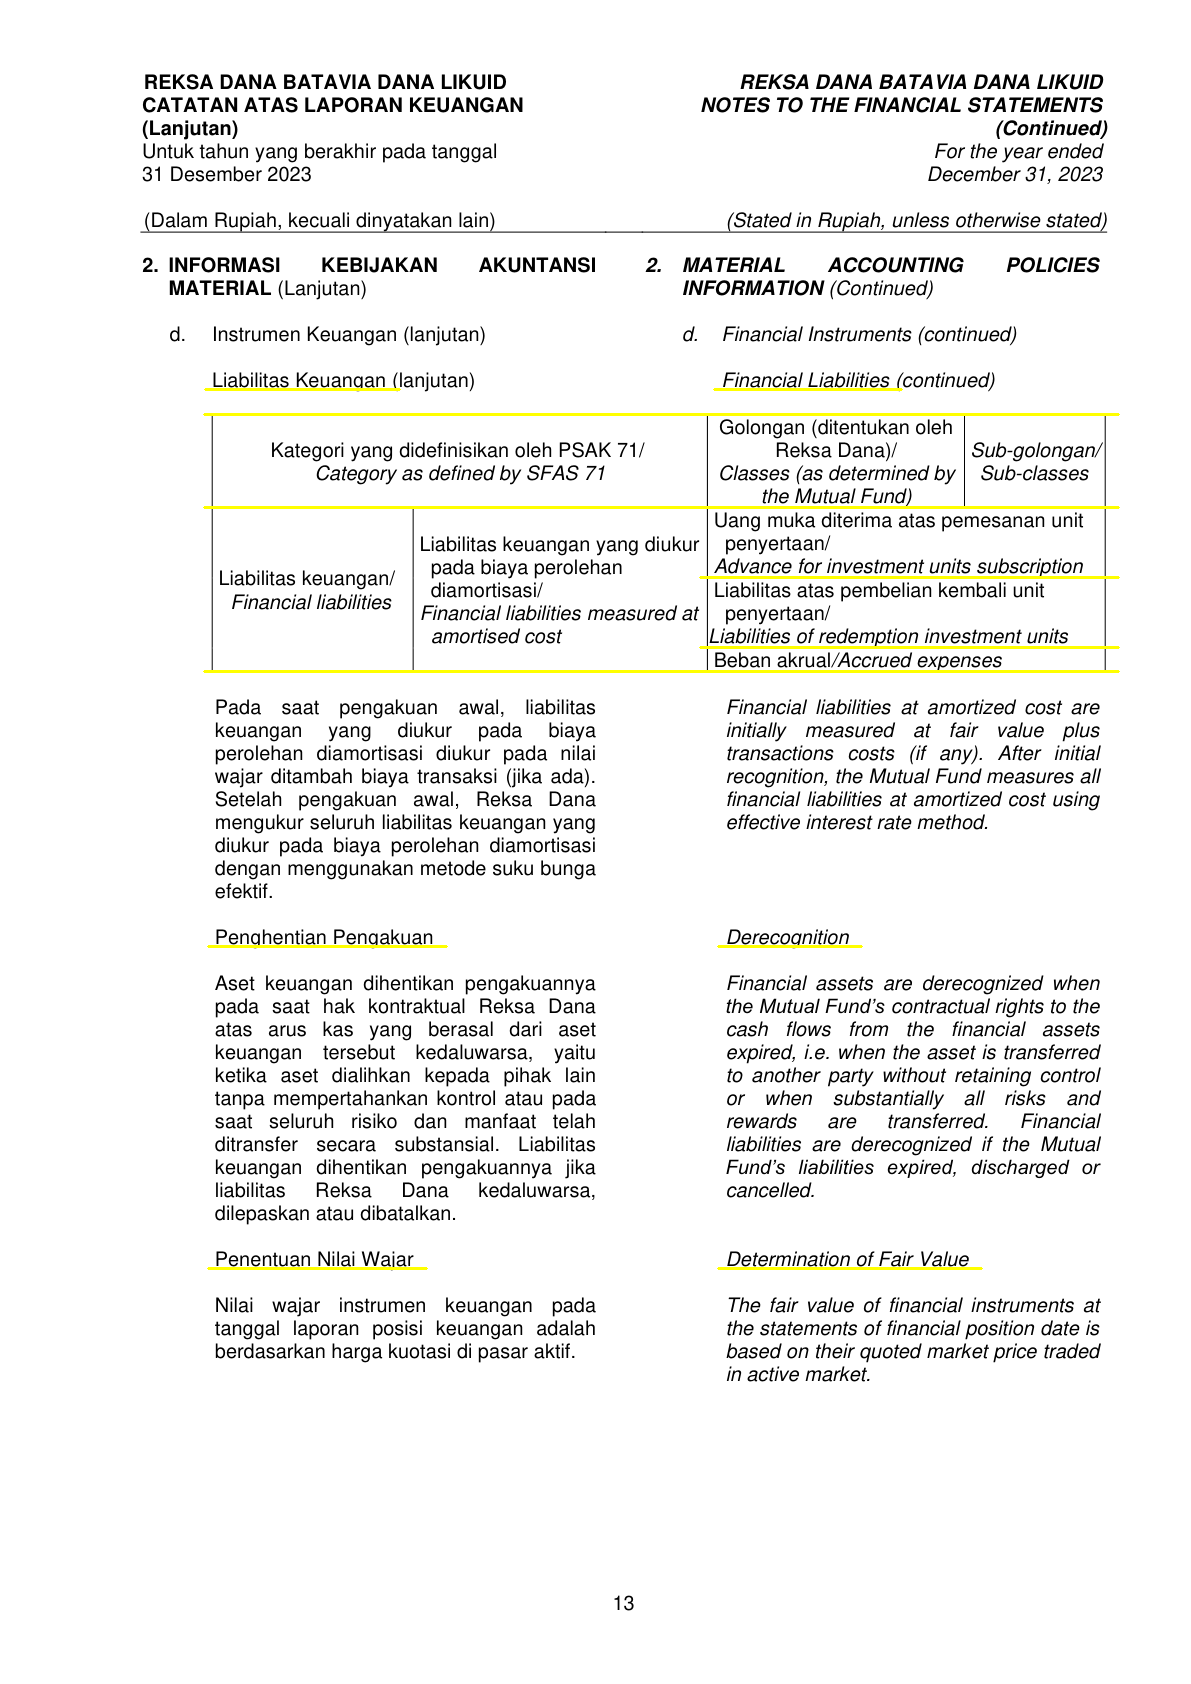 REKSA DANA BATAVIA DANA LIKUID
CATATAN ATAS LAPORAN KEUANGAN
(Lanjutan)
Untuk tahun yang berakhir pada tanggal
31 Desember 2023
(Dalam Rupiah, kecuali dinyatakan lain)
REKSA DANA BATAVIA DANA LIKUID
NOTES TO THE FINANCIAL STATEMENTS
(Continued)
For the year ended
December 31, 2023
(Stated in Rupiah, unless otherwise stated)
2. INFORMASI KEBIJAKAN AKUNTANSI
MATERIAL (Lanjutan)
2. MATERIAL ACCOUNTING POLICIES
INFORMATION (Continued)
d. Instrumen Keuangan (lanjutan)
d. Financial Instruments (continued)
Liabilitas Keuangan (lanjutan)
Financial Liabilities (continued)
Kategori yang didefinisikan oleh PSAK 71/
Category as defined by SFAS 71
Golongan (ditentukan oleh
Reksa Dana)/
Classes (as determined by
the Mutual Fund)
Sub-golongan/
Sub-classes
Liabilitas keuangan/
Financial liabilities
Liabilitas keuangan yang diukur
pada biaya perolehan
diamortisasi/
Financial liabilities measured at
amortised cost
Uang muka diterima atas pemesanan unit
penyertaan/
Advance for investment units subscription
Liabilitas atas pembelian kembali unit
penyertaan/
Liabilities of redemption investment units
Beban akrual/Accrued expenses
Pada saat pengakuan awal, liabilitas
keuangan yang diukur pada biaya
perolehan diamortisasi diukur pada nilai
wajar ditambah biaya transaksi (jika ada).
Setelah pengakuan awal, Reksa Dana
mengukur seluruh liabilitas keuangan yang
diukur pada biaya perolehan diamortisasi
dengan menggunakan metode suku bunga
efektif.
Financial liabilities at amortized cost are
initially measured at fair value plus
transactions costs (if any). After initial
recognition, the Mutual Fund measures all
financial liabilities at amortized cost using
effective interest rate method.
Penghentian Pengakuan
Derecognition
Aset keuangan dihentikan pengakuannya
pada saat hak kontraktual Reksa Dana
atas arus kas yang berasal dari aset
keuangan tersebut kedaluwarsa, yaitu
ketika aset dialihkan kepada pihak lain
tanpa mempertahankan kontrol atau pada
saat seluruh risiko dan manfaat telah
ditransfer secara substansial. Liabilitas
keuangan dihentikan pengakuannya jika
liabilitas Reksa Dana kedaluwarsa,
dilepaskan atau dibatalkan.
Financial assets are derecognized when
the Mutual Fund's contractual rights to the
cash flows from the financial assets
expired, i.e. when the asset is transferred
to another party without retaining control
or when substantially all risks and
rewards are transferred. Financial
liabilities are derecognized if the Mutual
Fund's liabilities expired, discharged or
cancelled.
Penentuan Nilai Wajar
Determination of Fair Value
Nilai wajar instrumen keuangan pada
tanggal laporan posisi keuangan adalah
berdasarkan harga kuotasi di pasar aktif.
The fair value of financial instruments at
the statements of financial position date is
based on their quoted market price traded
in active market.
13